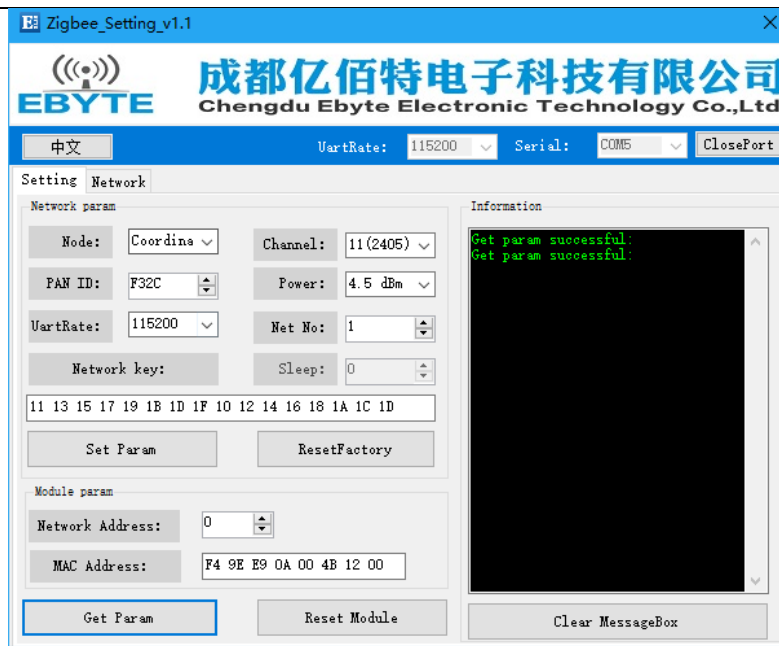 Zigbee_Setting_v1.1
EBYTE
成都亿佰特电子科技有限公司
Chengdu Ebyte Electronic Technology Co.,Ltd
中文 UartRate: 115200 Serial: COM5 ClosePort
Setting Network
Network param
Node: Coordina Channel: 11(2405)
PAN ID: F32C Power: 4.5 dBm
UartRate: 115200 Net No: 1
Network key: Sleep: 0
11 13 15 17 19 1B 1D 1F 10 12 14 16 18 1A 1C 1D
Set Param ResetFactory
Module param
Network Address: 0
MAC Address: F4 9E E9 0A 00 4B 12 00
Get Param Reset Module
Information
Get param successful:
Get param successful:
Clear MessageBox